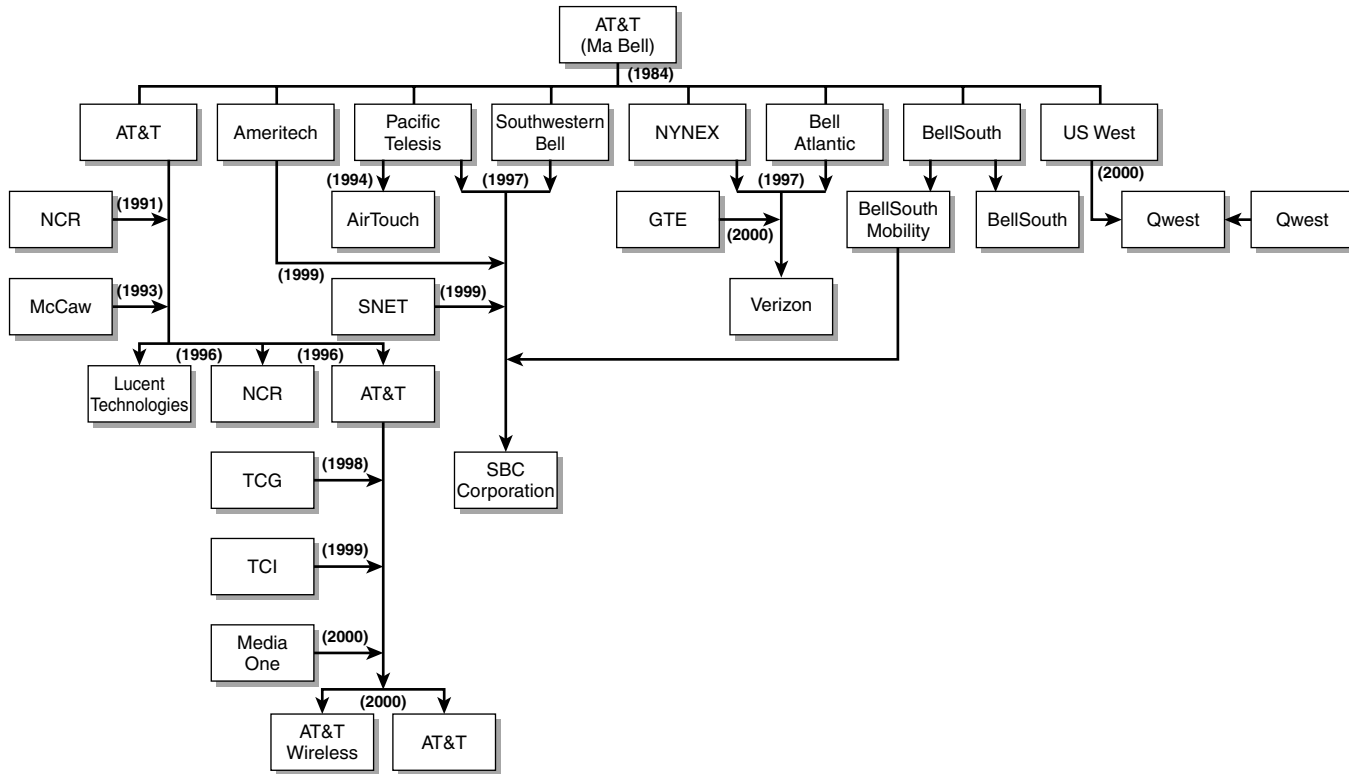 AT&T
(Ma Bell)
(1984)
AT&T
Ameritech
Pacific
Telesis
Southwestern
Bell
NYNEX
Bell
Atlantic
BellSouth
US West
(1994)
(1997)
(1997)
(2000)
NCR
(1991)
AirTouch
GTE
(2000)
BellSouth
Mobility
BellSouth
Qwest
Qwest
(1999)
McCaw
(1993)
SNET
(1999)
Verizon
(1996)
(1996)
Lucent
Technologies
NCR
AT&T
TCG
(1998)
SBC
Corporation
TCI
(1999)
Media
One
(2000)
(2000)
AT&T
Wireless
AT&T